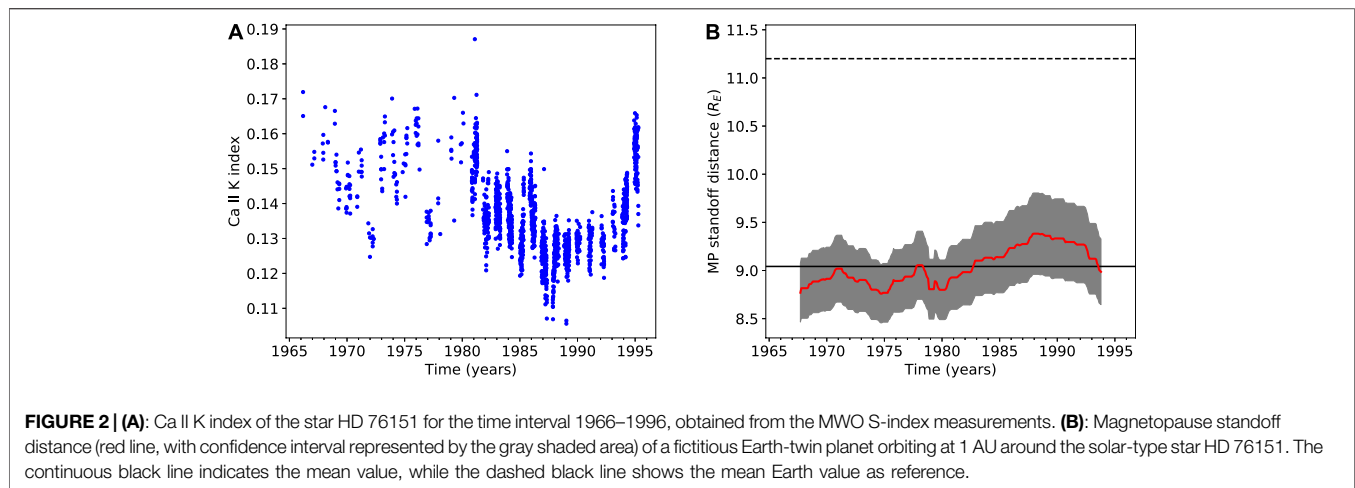 A
0.19
0.18
0.17
0.16
0.15
0.14
0.13
0.12
0.11
Ca II K index
1965 1970 1975 1980 1985 1990 1995
Time (years)
B
11.5
11.0
10.5
10.0
9.5
9.0
8.5
MP standoff distance (R_E)
1965 1970 1975 1980 1985 1990 1995
Time (years)
FIGURE 2 | (A): Ca II K index of the star HD 76151 for the time interval 1966–1996, obtained from the MWO S-index measurements. (B): Magnetopause standoff
distance (red line, with confidence interval represented by the gray shaded area) of a fictitious Earth-twin planet orbiting at 1 AU around the solar-type star HD 76151. The
continuous black line indicates the mean value, while the dashed black line shows the mean Earth value as reference.